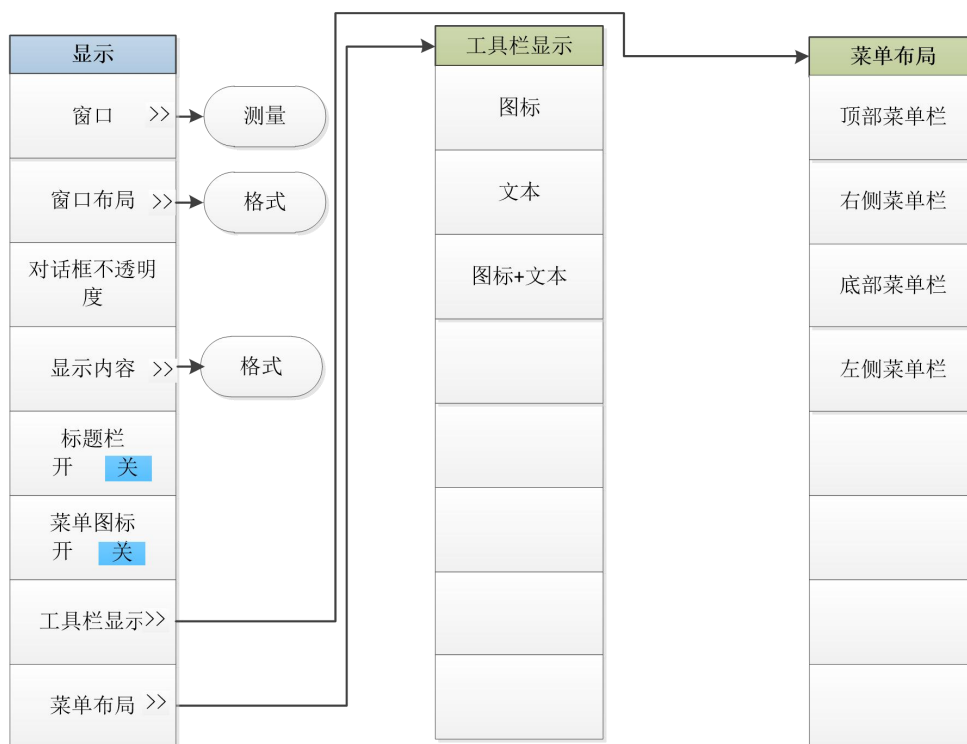 显示
窗口 >>
测量
窗口布局 >>
格式
对话框不透明
度
显示内容 >>
格式
标题栏
开 关
菜单图标
开 关
工具栏显示>>
菜单布局 >>
工具栏显示
图标
文本
图标+文本
菜单布局
顶部菜单栏
右侧菜单栏
底部菜单栏
左侧菜单栏